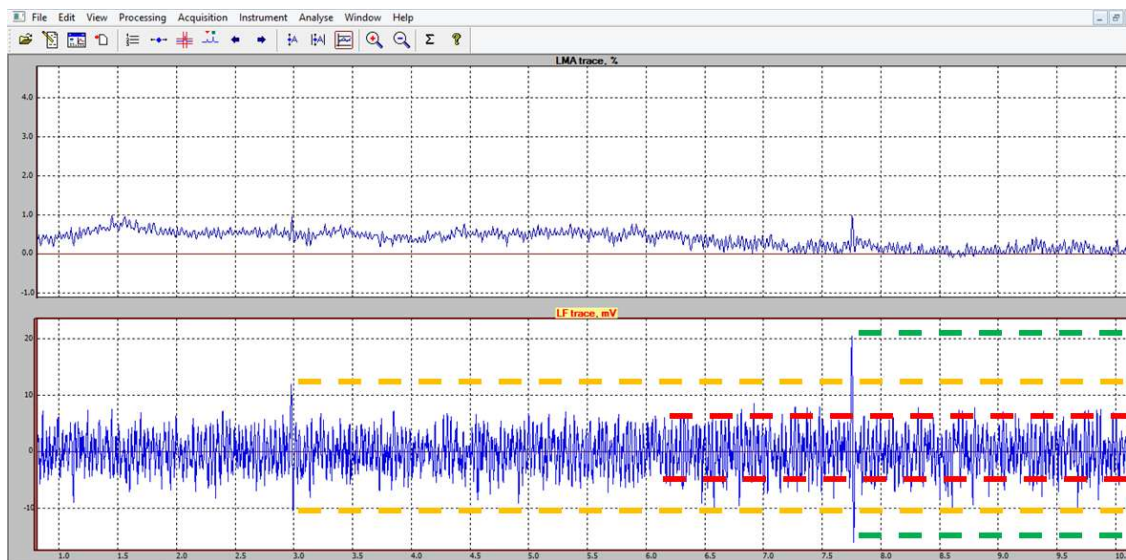 File Edit View Processing Acquisition Instrument Analyse Window Help
LMA trace, %
4.0
3.0
2.0
1.0
0.0
-1.0
LF trace, mV
20
10
0
-10
1.0 1.5 2.0 2.5 3.0 3.5 4.0 4.5 5.0 5.5 6.0 6.5 7.0 7.5 8.0 8.5 9.0 9.5 10.